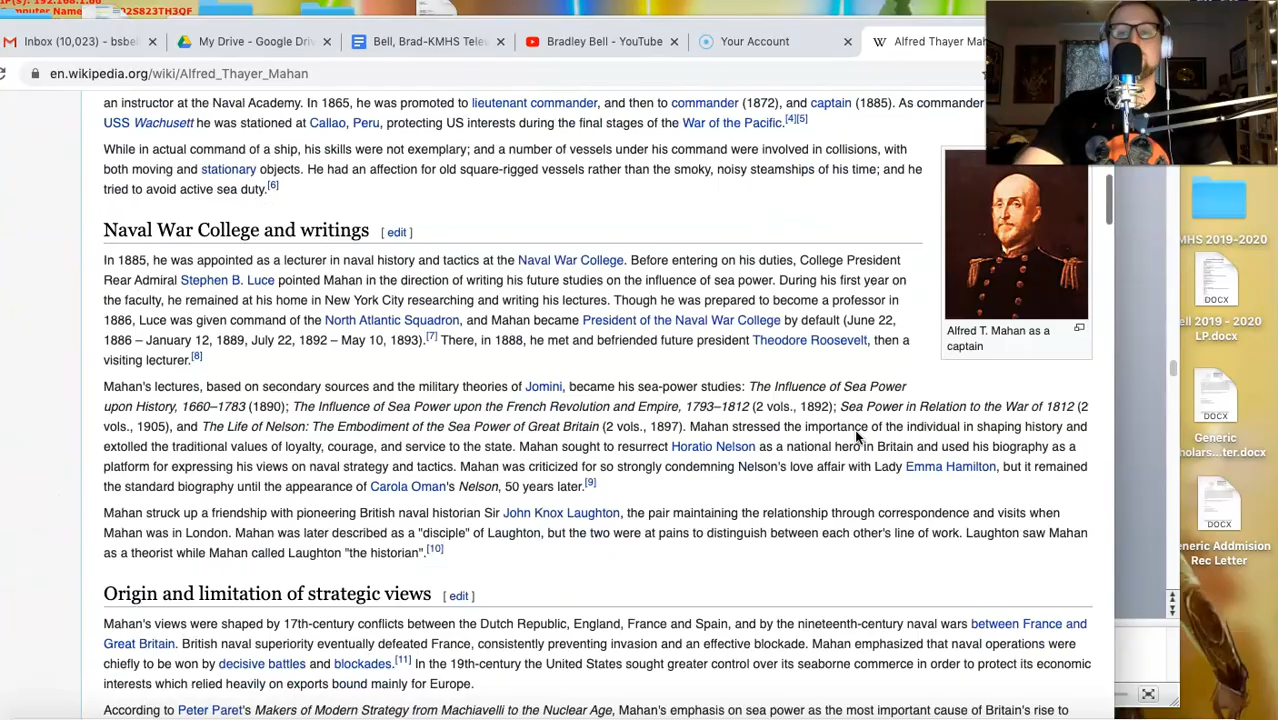 Computer Name
02S823TH3QF
Inbox (10,023) - bsbel
My Drive - Google Driv
Bell, Brad-KMHS Telev
Bradley Bell - YouTube
Your Account
Alfred Thayer Mah
en.wikipedia.org/wiki/Alfred_Thayer_Mahan
an instructor at the Naval Academy. In 1865, he was promoted to lieutenant commander, and then to commander (1872), and captain (1885). As commander
USS Wachusett he was stationed at Callao, Peru, protecting US interests during the final stages of the War of the Pacific.[4][5]
While in actual command of a ship, his skills were not exemplary; and a number of vessels under his command were involved in collisions, with
both moving and stationary objects. He had an affection for old square-rigged vessels rather than the smoky, noisy steamships of his time; and he
tried to avoid active sea duty.[6]
Naval War College and writings [ edit ]
In 1885, he was appointed as a lecturer in naval history and tactics at the Naval War College. Before entering on his duties, College President
Rear Admiral Stephen B. Luce pointed Mahan in the direction of writing his future studies on the influence of sea power. During his first year on
the faculty, he remained at his home in New York City researching and writing his lectures. Though he was prepared to become a professor in
1886, Luce was given command of the North Atlantic Squadron, and Mahan became President of the Naval War College by default (June 22,
1886 – January 12, 1889, July 22, 1892 – May 10, 1893).[7] There, in 1888, he met and befriended future president Theodore Roosevelt, then a
visiting lecturer.[8]
Alfred T. Mahan as a
captain
Mahan's lectures, based on secondary sources and the military theories of Jomini, became his sea-power studies: The Influence of Sea Power
upon History, 1660–1783 (1890); The Influence of Sea Power upon the French Revolution and Empire, 1793–1812 (2 vols., 1892); Sea Power in Relation to the War of 1812 (2
vols., 1905), and The Life of Nelson: The Embodiment of the Sea Power of Great Britain (2 vols., 1897). Mahan stressed the importance of the individual in shaping history and
extolled the traditional values of loyalty, courage, and service to the state. Mahan sought to resurrect Horatio Nelson as a national hero in Britain and used his biography as a
platform for expressing his views on naval strategy and tactics. Mahan was criticized for so strongly condemning Nelson's love affair with Lady Emma Hamilton, but it remained
the standard biography until the appearance of Carola Oman's Nelson, 50 years later.[9]
Mahan struck up a friendship with pioneering British naval historian Sir John Knox Laughton, the pair maintaining the relationship through correspondence and visits when
Mahan was in London. Mahan was later described as a "disciple" of Laughton, but the two were at pains to distinguish between each other's line of work. Laughton saw Mahan
as a theorist while Mahan called Laughton "the historian".[10]
Origin and limitation of strategic views [ edit ]
Mahan's views were shaped by 17th-century conflicts between the Dutch Republic, England, France and Spain, and by the nineteenth-century naval wars between France and
Great Britain. British naval superiority eventually defeated France, consistently preventing invasion and an effective blockade. Mahan emphasized that naval operations were
chiefly to be won by decisive battles and blockades.[11] In the 19th-century the United States sought greater control over its seaborne commerce in order to protect its economic
interests which relied heavily on exports bound mainly for Europe.
According to Peter Paret's Makers of Modern Strategy: From Machiavelli to the Nuclear Age, Mahan's emphasis on sea power as the most important cause of Britain's rise to
MHS 2019-2020
DOCX
ell 2019 - 2020
LP.docx
DOCX
Generic
holars...ter.docx
DOCX
eneric Addmision
Rec Letter